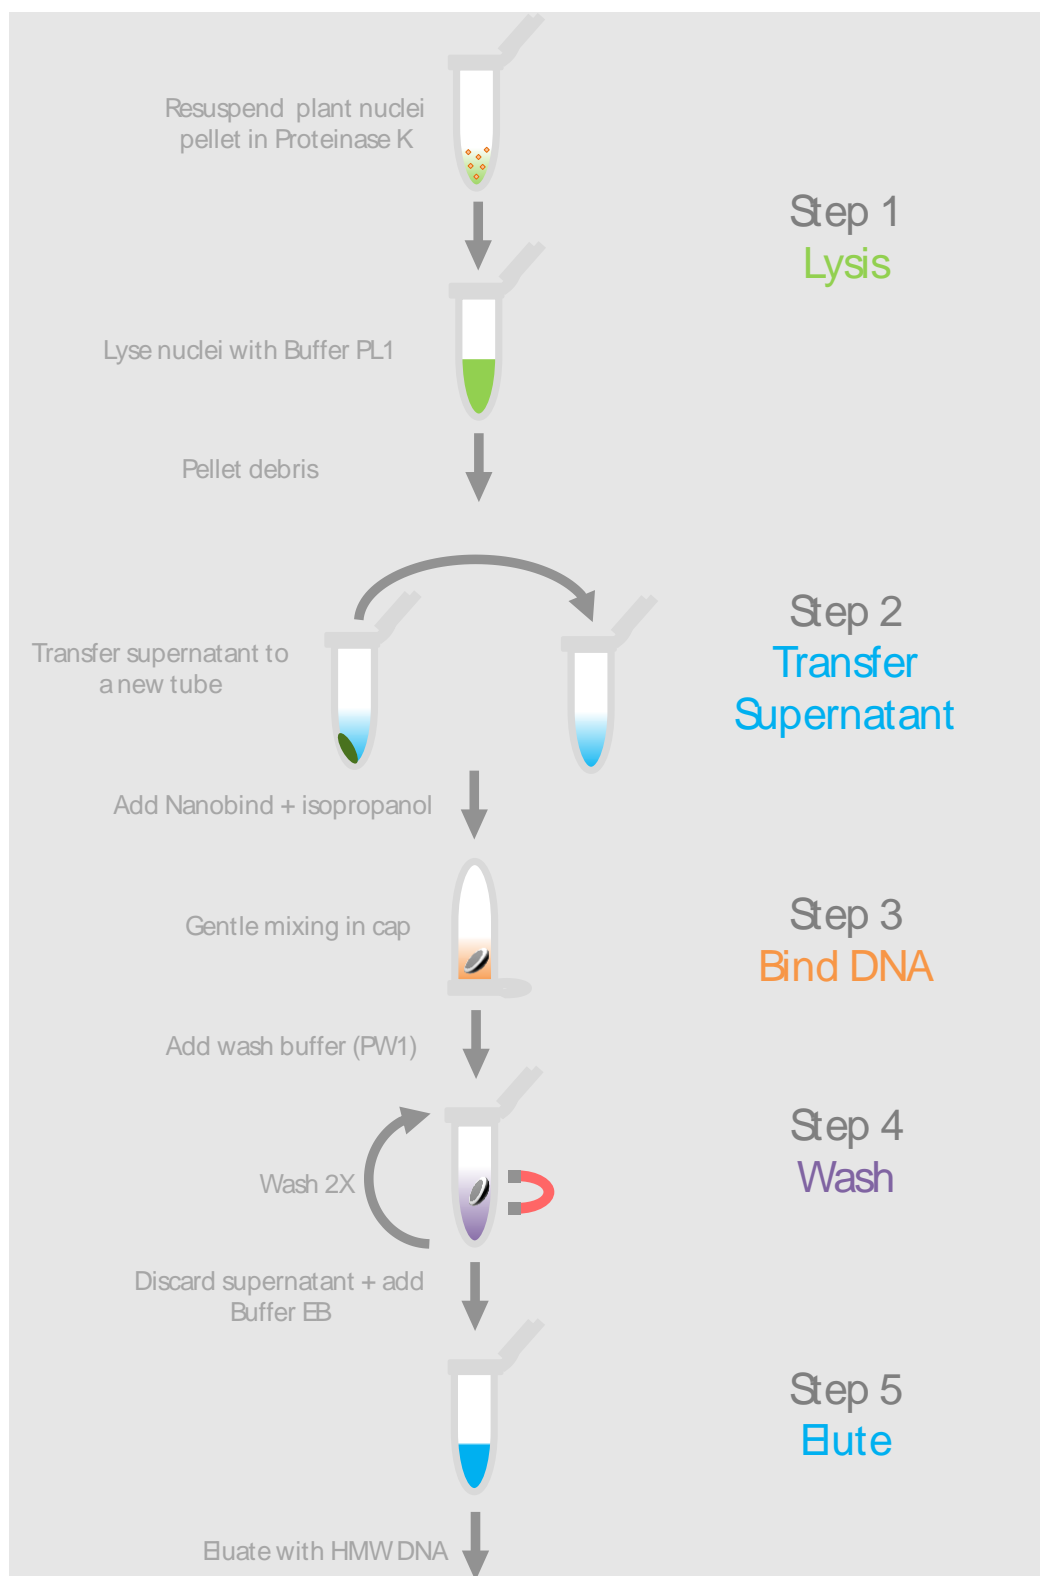 Resuspend plant nuclei
pellet in Proteinase K
Step 1
Lysis
Lyse nuclei with Buffer PL1
Pellet debris
Step 2
Transfer
Supernatant
Transfer supernatant to
a new tube
Add Nanobind + isopropanol
Step 3
Bind DNA
Gentle mixing in cap
Add wash buffer (PW1)
Step 4
Wash
Wash 2X
Discard supernatant + add
Buffer EB
Step 5
Elute
Eluate with HMW DNA